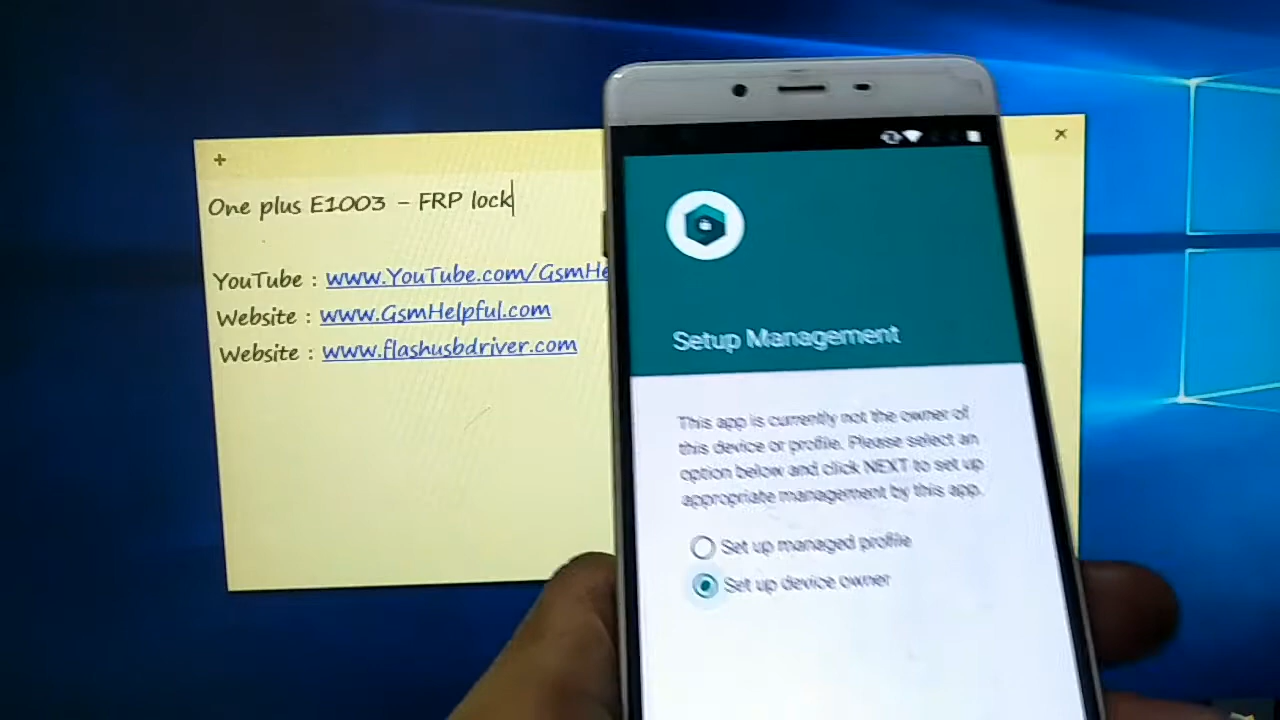 One plus E1003 - FRP lock
YouTube : www.YouTube.com/GsmHe
Website : www.GsmHelpful.com
Website : www.flashusbdriver.com
Setup Management
This app is currently not the owner of
this device or profile. Please select an
option below and click NEXT to set up
appropriate management by this app.
Set up managed profile
Set up device owner